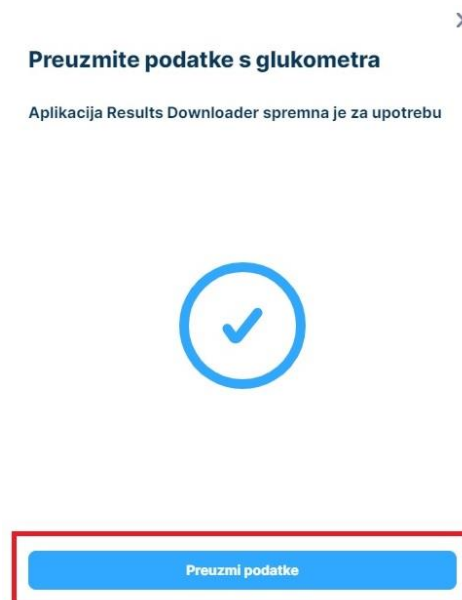 Preuzmite podatke s glukometra
Aplikacija Results Downloader spremna je za upotrebu
Preuzmi podatke